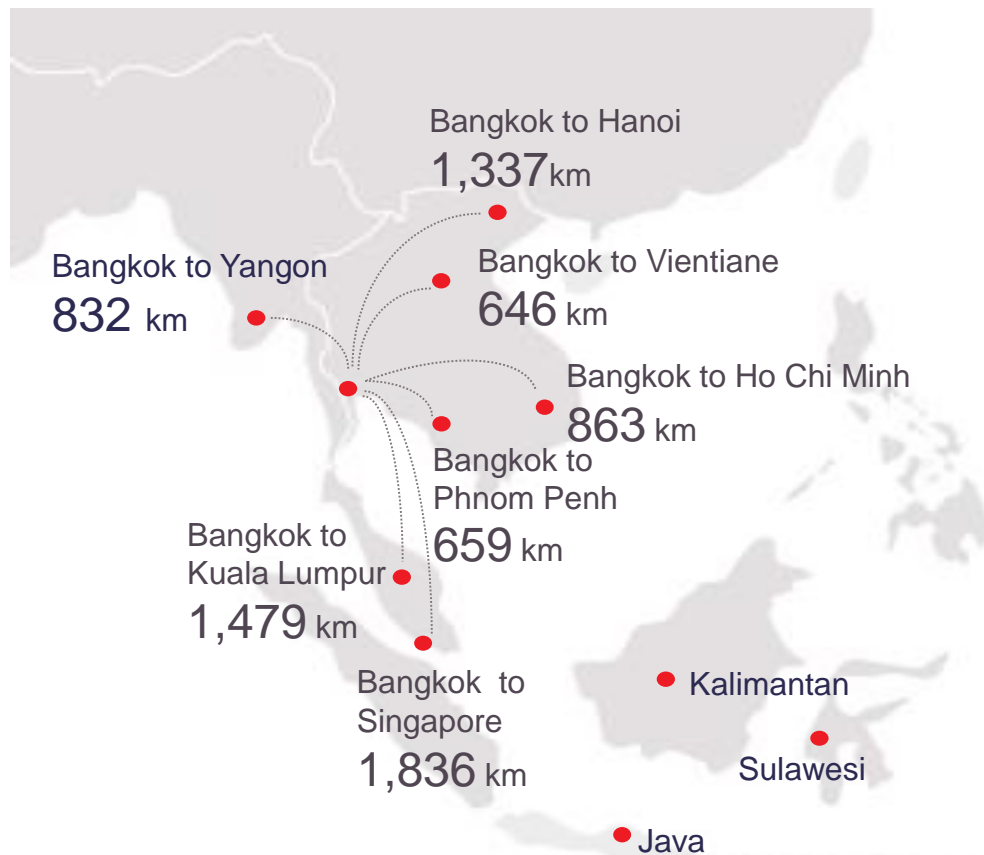 Bangkok to Hanoi
1,337km
Bangkok to Yangon
832 km
Bangkok to Vientiane
646 km
Bangkok to Ho Chi Minh
863 km
Bangkok to
Phnom Penh
659 km
Bangkok to
Kuala Lumpur
1,479 km
Bangkok to
Singapore
1,836 km
Kalimantan
Sulawesi
Java